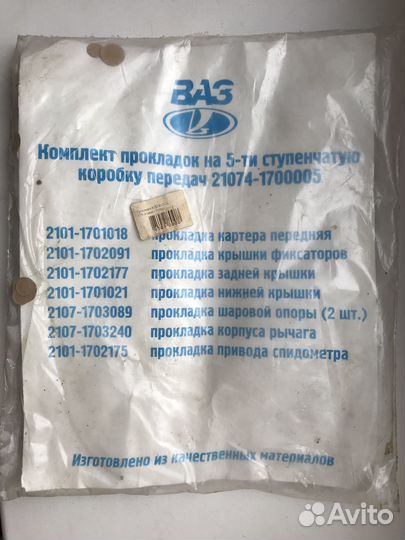 ВАЗ
Комплект прокладок на 5-ти ступенчатую
коробку передач 21074-1700005
2101-1701018 прокладка картера передняя
2101-1702091 прокладка крышки фиксаторов
2101-1702177 прокладка задней крышки
2101-1701021 прокладка нижней крышки
2107-1703089 прокладка шаровой опоры (2 шт.)
2107-1703240 прокладка корпуса рычага
2101-1702175 прокладка привода спидометра
Изготовлено из качественных материалов
Avito